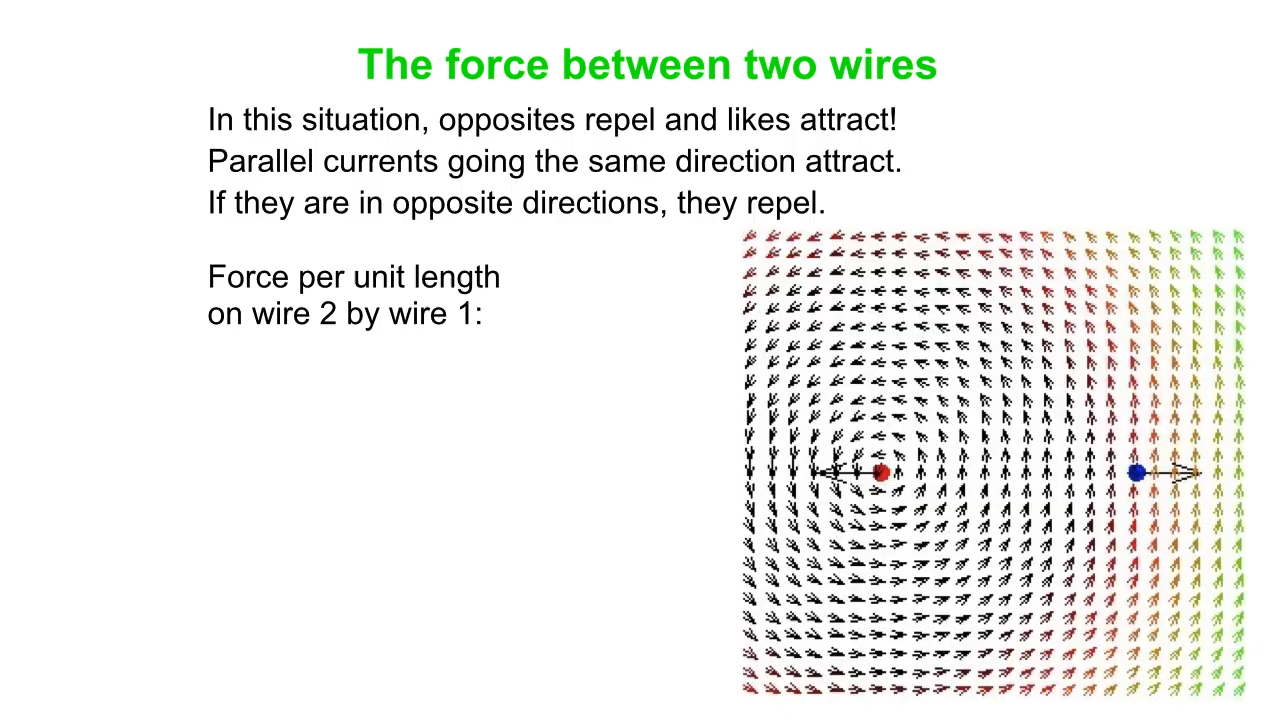 The force between two wires
In this situation, opposites repel and likes attract!
Parallel currents going the same direction attract.
If they are in opposite directions, they repel.
Force per unit length
on wire 2 by wire 1: